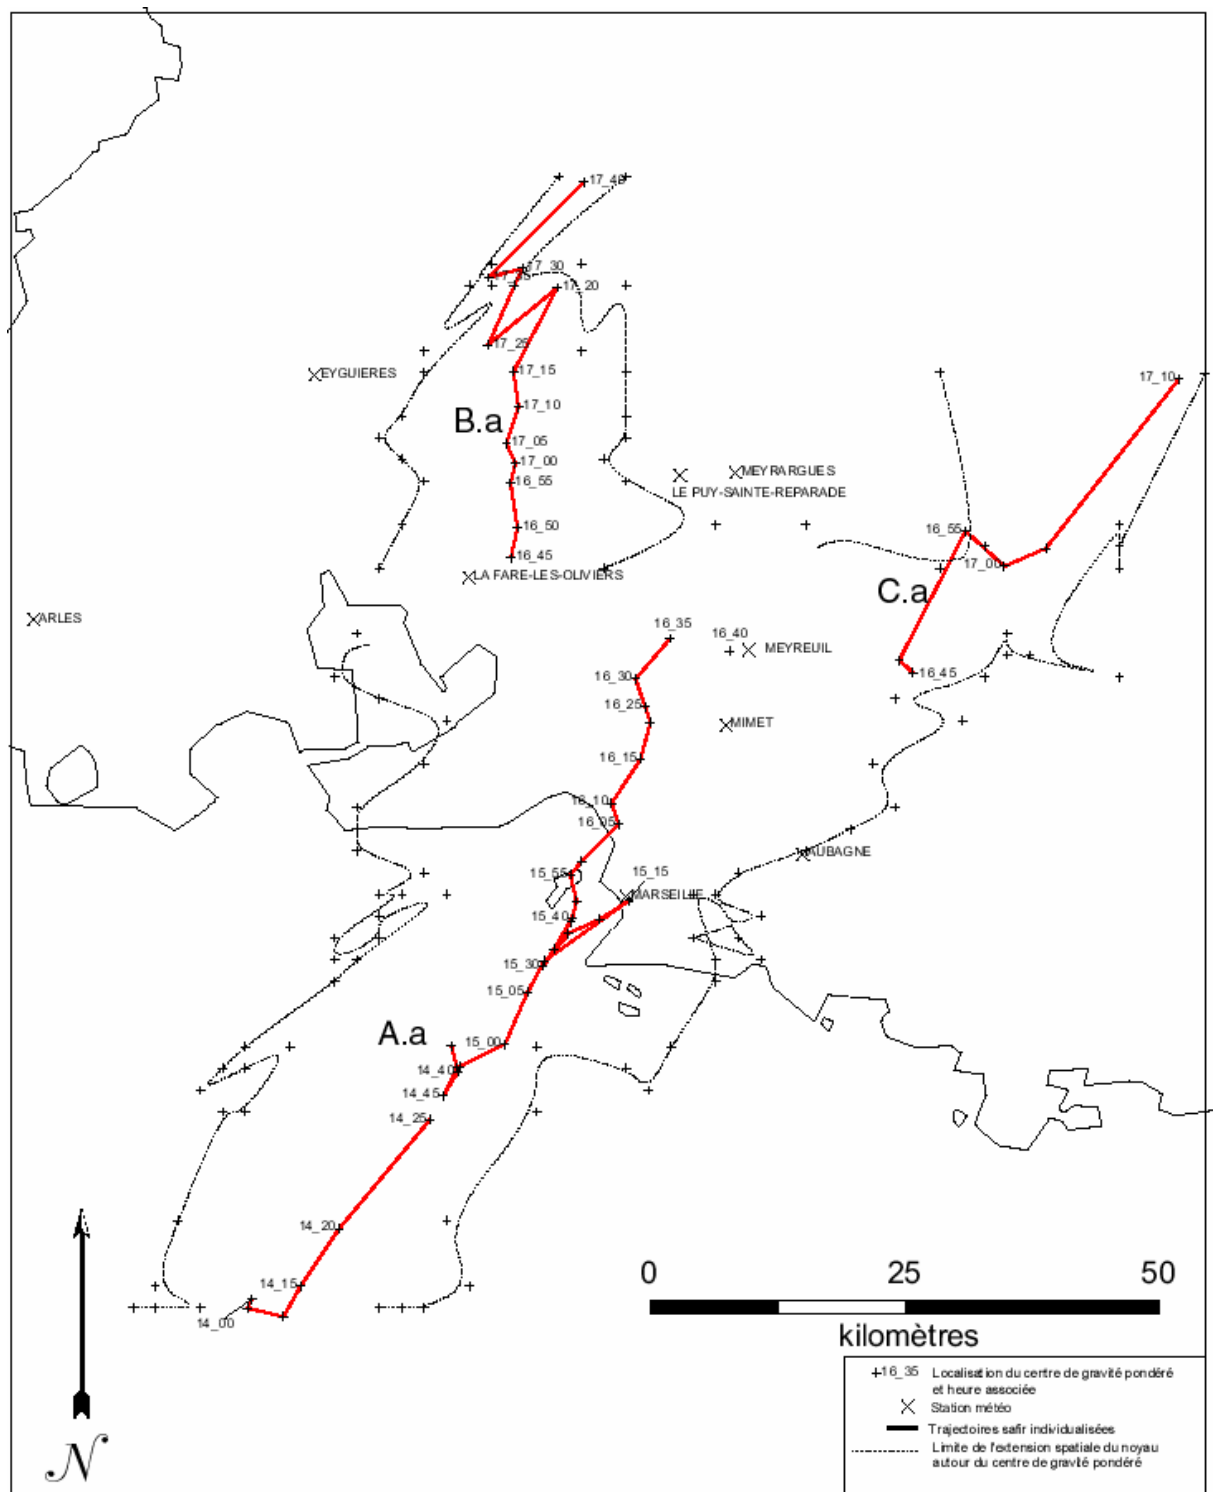 17_40
17_30
17_20
17_25
EYGUIERES
17_15
17_10
17_10
B.a
17_05
17_00
16_55
MEYRARGUES
LE PUY-SAINTE-REPARADE
16_50
16_55
16_45
17_00
LA FARE-LES-OLIVIERS
C.a
ARLES
16_35
16_40
MEYREUIL
16_30
16_45
16_25
MIMET
16_15
16_10
16_05
AUBAGNE
15_55
15_15
MARSEILLE
15_40
15_30
15_05
A.a
15_00
14_40
14_45
14_25
14_20
14_15
14_00
0 25 50
kilomètres
16_35 Localisation du centre de gravité pondéré
et heure associée
Station météo
Trajectoires safir individualisées
Limite de l'extension spatiale du noyau
autour du centre de gravité pondéré
N